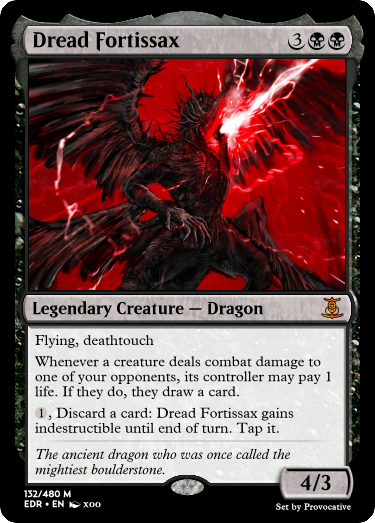 Dread Fortissax 3
Legendary Creature — Dragon
Flying, deathtouch
Whenever a creature deals combat damage to
one of your opponents, its controller may pay 1
life. If they do, they draw a card.
1, Discard a card: Dread Fortissax gains
indestructible until end of turn. Tap it.
The ancient dragon who was once called the
mightiest boulderstone.
4/3
132/480 M
EDR • EN XOO
Set by Provocative